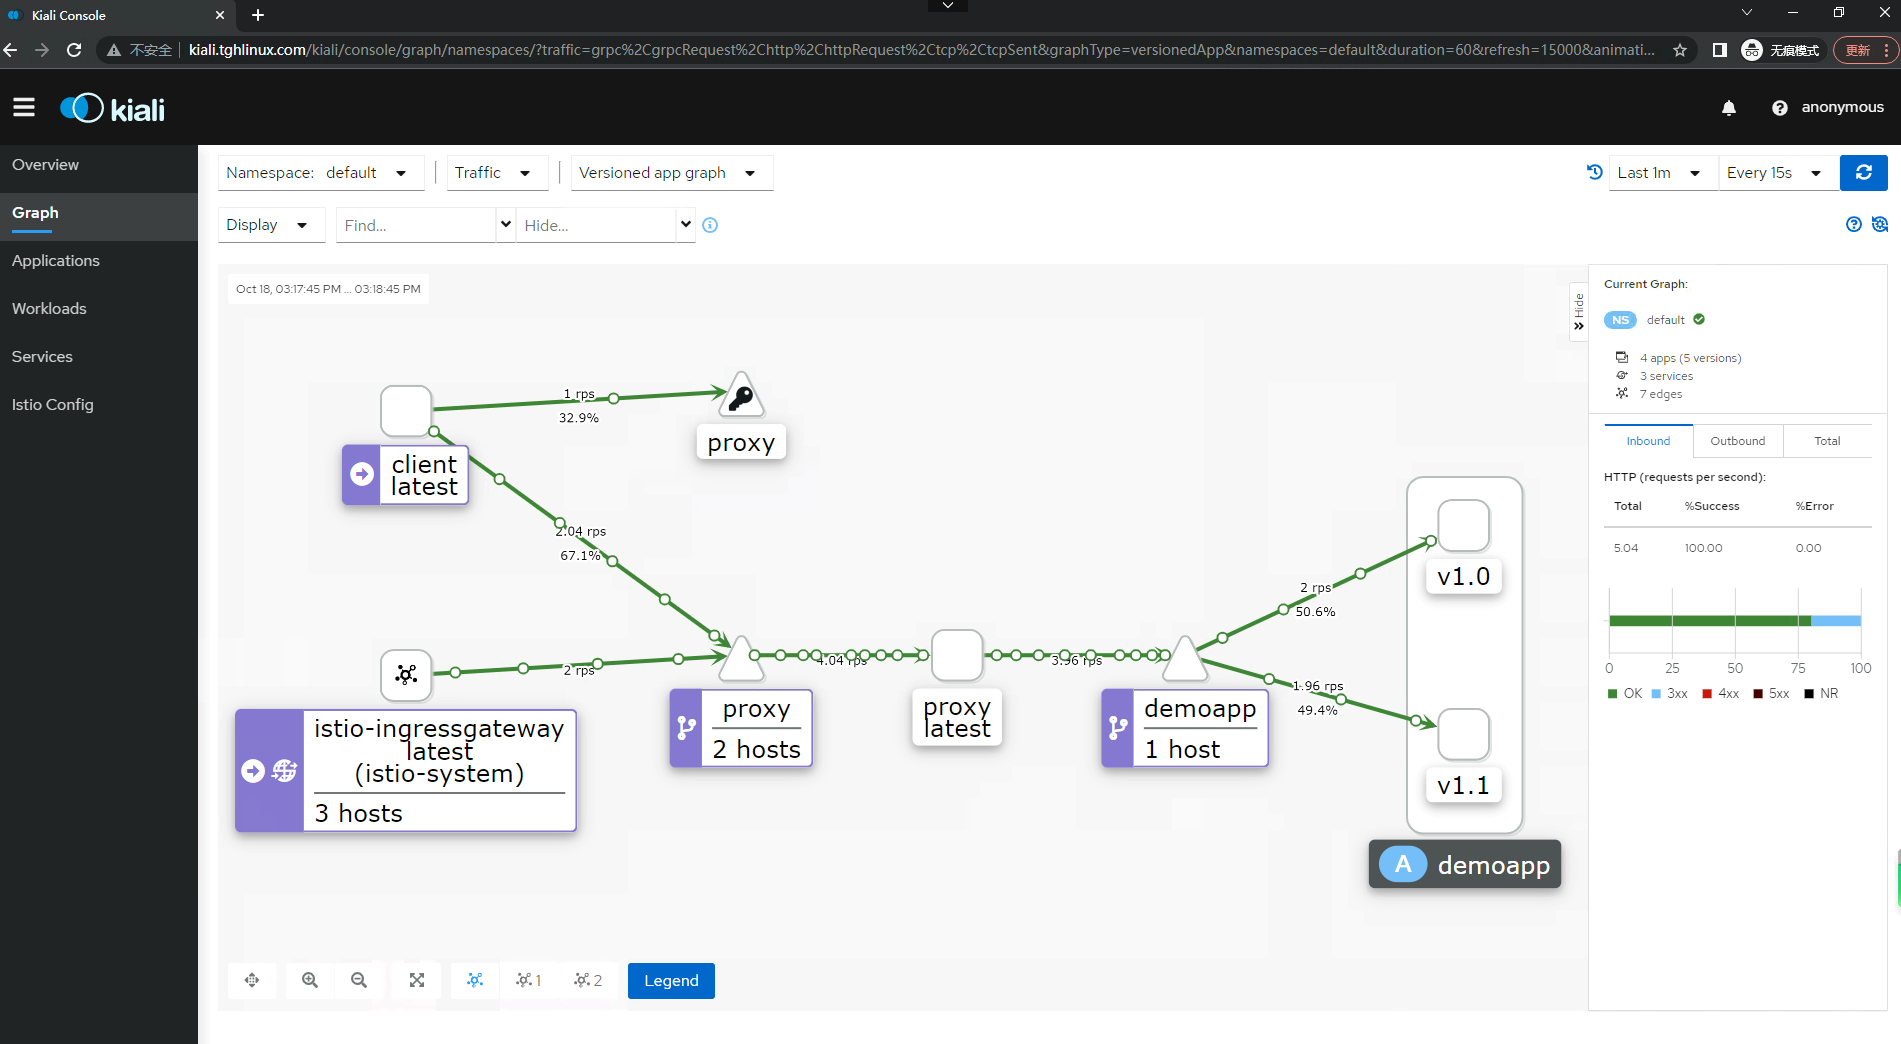 Kiali Console
不安全
kiali.tghlinux.com/kiali/console/graph/namespaces/?traffic=grpc%2CgrpcRequest%2Chttp%2ChttpRequest%2Ctcp%2CtcpSent&graphType=versionedApp&namespaces=default&duration=60&refresh=15000&animati...
无痕模式
更新
kiali
anonymous
Overview
Graph
Applications
Workloads
Services
Istio Config
Namespace: default
Traffic
Versioned app graph
Last 1m
Every 15s
Display
Find...
Hide...
Oct 18, 03:17:45 PM ... 03:18:45 PM
Hide
1 rps
32.9%
proxy
client
latest
2.04 rps
67.1%
2 rps
istio-ingressgateway
latest
(istio-system)
3 hosts
proxy
2 hosts
4.04 rps
proxy
latest
3.96 rps
demoapp
1 host
2 rps
50.6%
1.96 rps
49.4%
v1.0
v1.1
A demoapp
1
2
Legend
Current Graph:
NS default
4 apps (5 versions)
3 services
7 edges
Inbound
Outbound
Total
HTTP (requests per second):
Total %Success %Error
5.04 100.00 0.00
0 25 50 75 100
OK 3xx 4xx 5xx NR